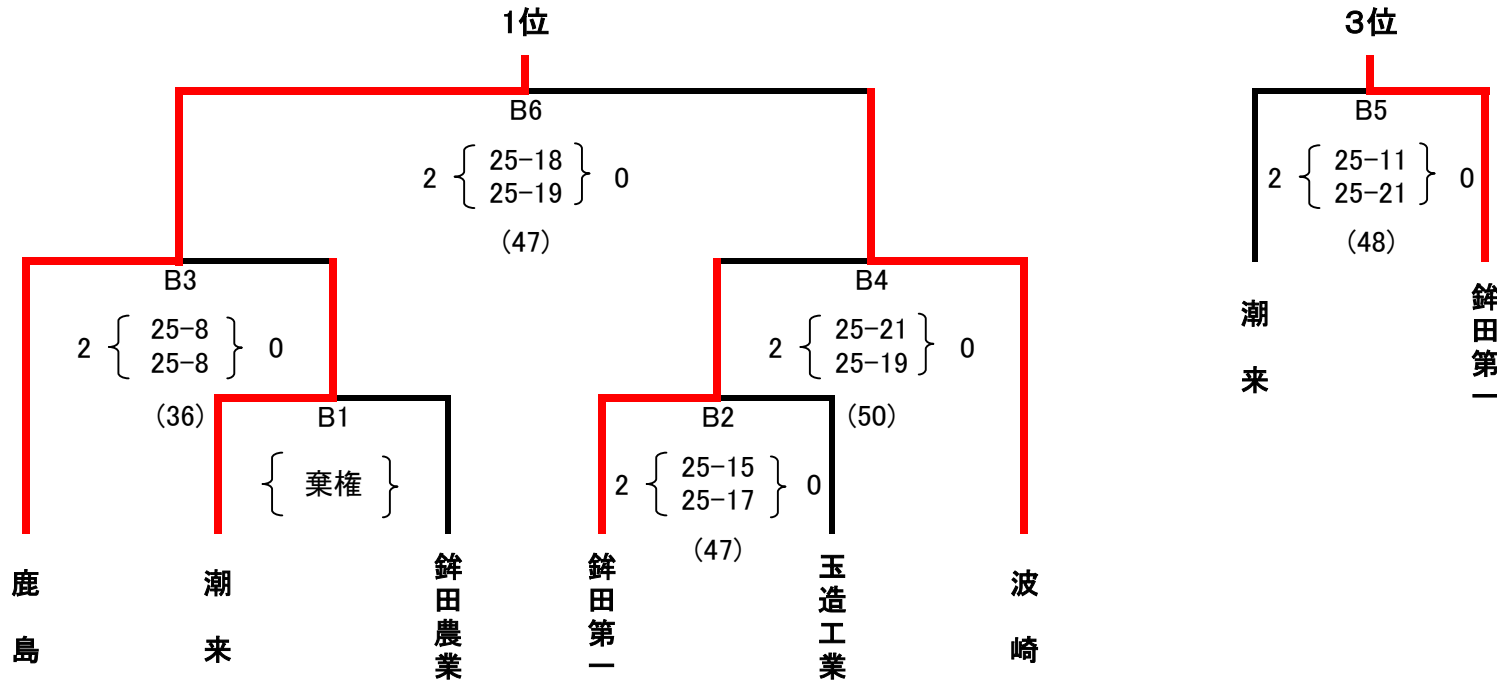 1位
3位
B6
2 { 25-18 } 0
25-19
(47)
B5
2 { 25-11 } 0
25-21
(48)
B3
2 { 25-8 } 0
25-8
(36)
B4
2 { 25-21 } 0
25-19
(50)
潮来
鉾田第一
B1
{ 棄権 }
B2
2 { 25-15 } 0
25-17
(47)
鹿島
潮来
鉾田農業
鉾田第一
玉造工業
波崎